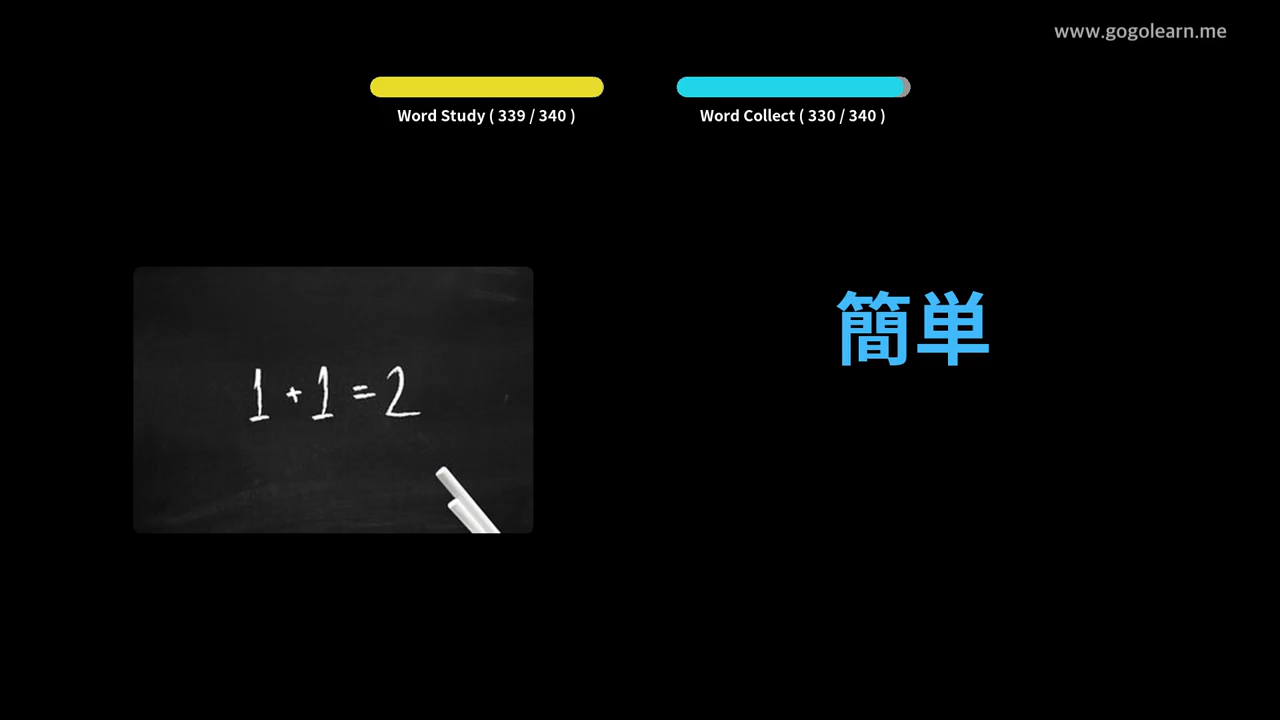 www.gogolearn.me
Word Study ( 339 / 340 )
Word Collect ( 330 / 340 )
簡単
1 + 1 = 2